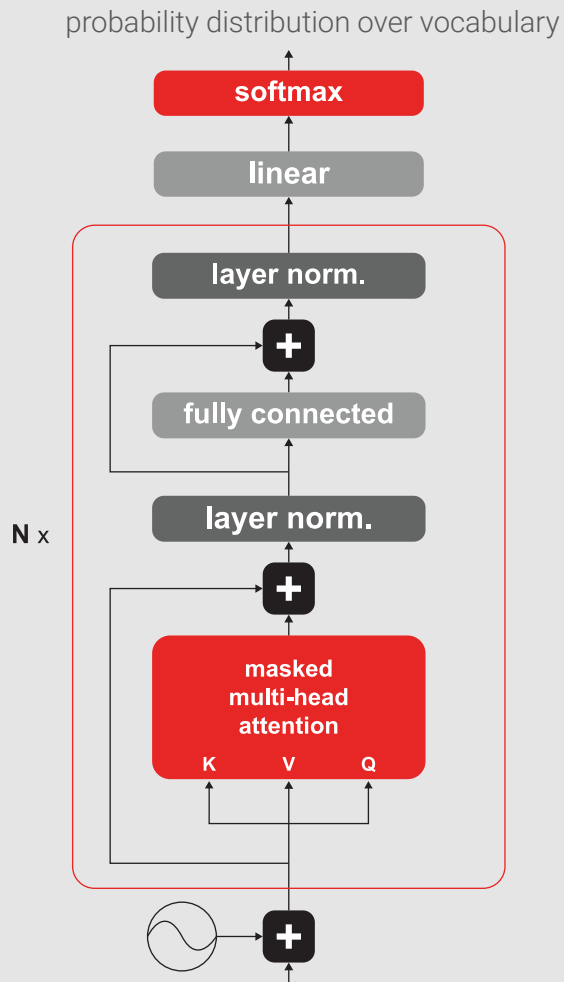 probability distribution over vocabulary
softmax
linear
layer norm.
fully connected
layer norm.
N x
masked
multi-head
attention
K V Q